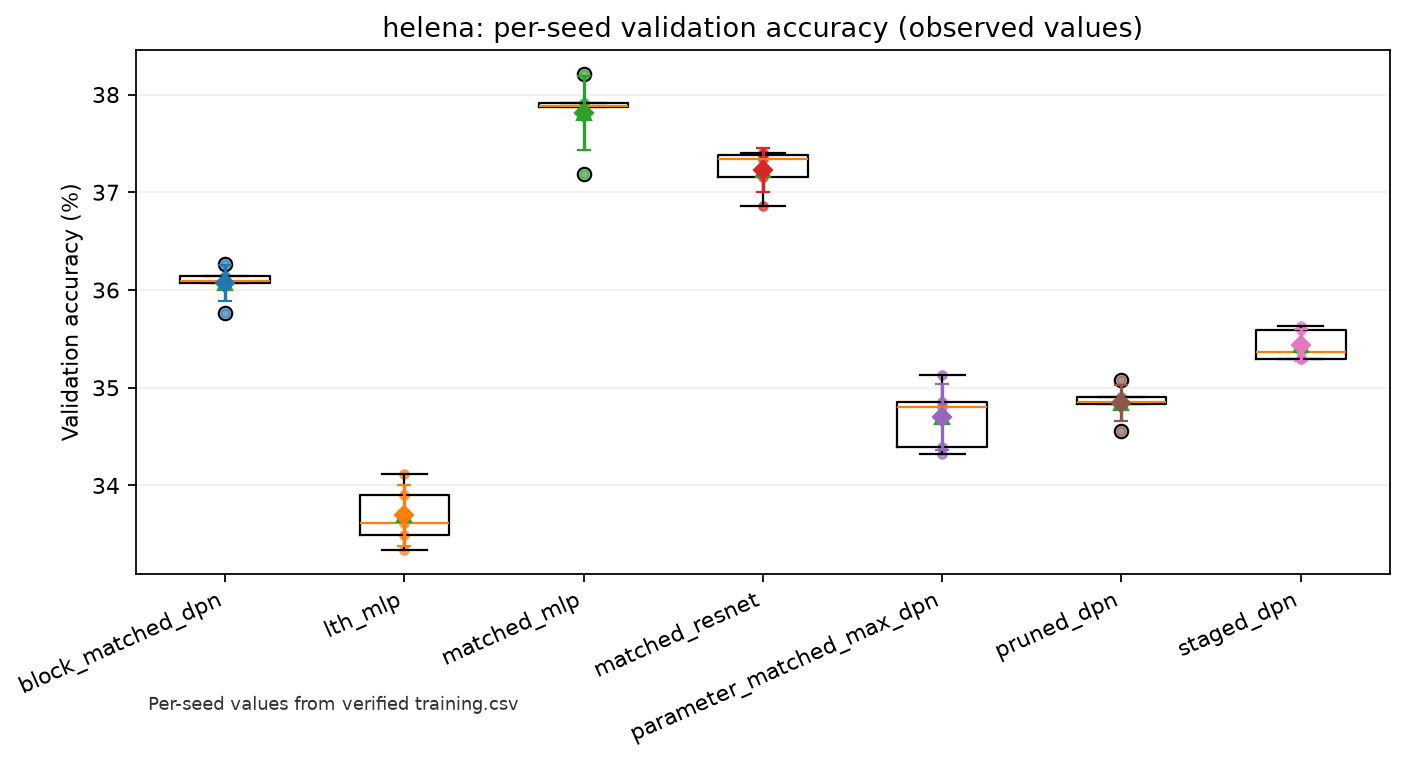 helena: per-seed validation accuracy (observed values)
Validation accuracy (%)
38
37
36
35
34
block_matched_dpn
lth_mlp
matched_mlp
matched_resnet
parameter_matched_max_dpn
pruned_dpn
staged_dpn
Per-seed values from verified training.csv